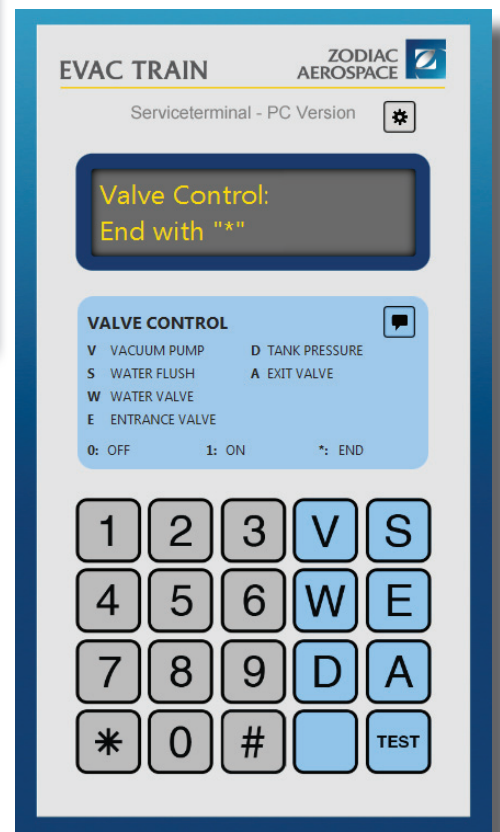 EVAC TRAIN
ZODIAC
AEROSPACE
Serviceterminal - PC Version
Valve Control:
End with "*"
VALVE CONTROL
V VACUUM PUMP D TANK PRESSURE
S WATER FLUSH A EXIT VALVE
W WATER VALVE
E ENTRANCE VALVE
0: OFF 1: ON *: END
1 2 3 V S
4 5 6 W E
7 8 9 D A
* 0 # TEST